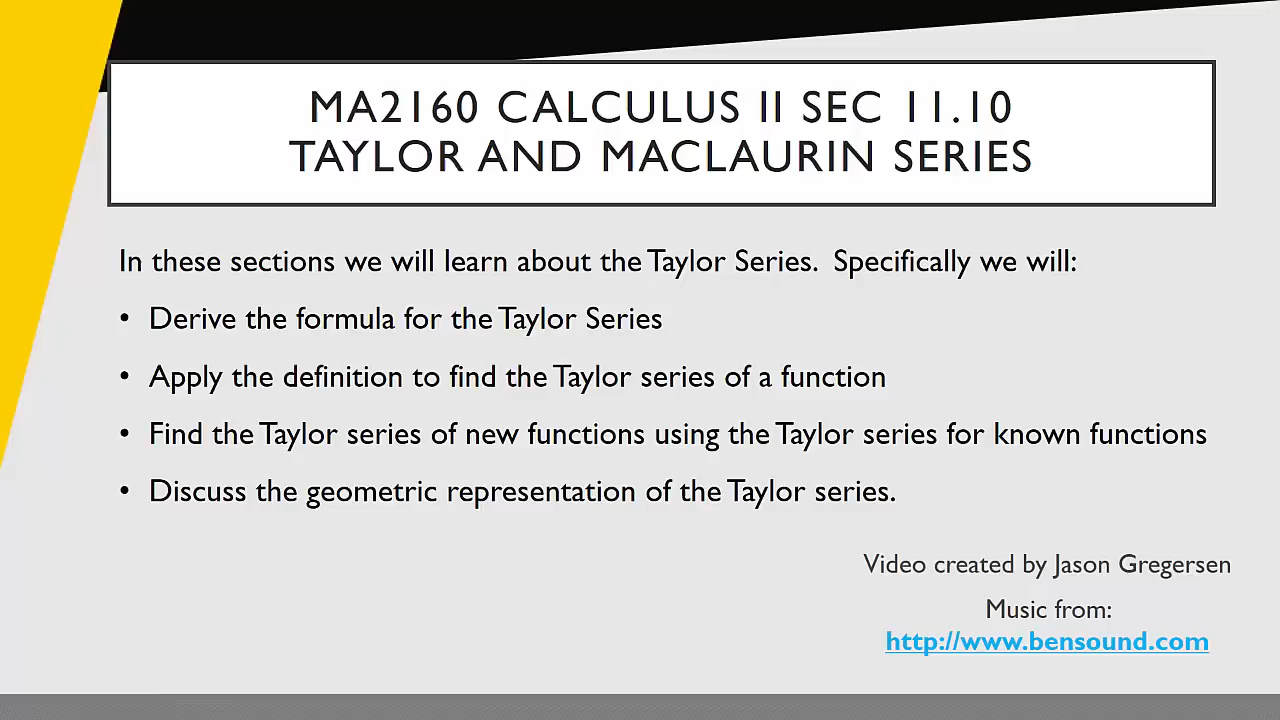 MA2160 CALCULUS II SEC 11.10
TAYLOR AND MACLAURIN SERIES
In these sections we will learn about the Taylor Series.  Specifically we will:
• Derive the formula for the Taylor Series
• Apply the definition to find the Taylor series of a function
• Find the Taylor series of new functions using the Taylor series for known functions
• Discuss the geometric representation of the Taylor series.
Video created by Jason Gregersen
Music from:
http://www.bensound.com